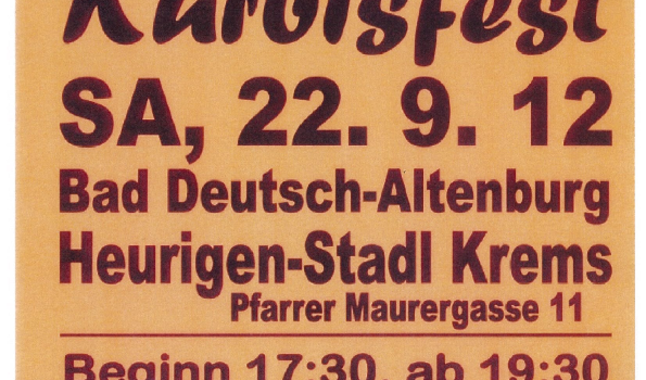 Kürbisfest
SA, 22. 9. 12
Bad Deutsch-Altenburg
Heurigen-Stadl Krems
Pfarrer Maurergasse 11
Beginn 17:30, ab 19:30